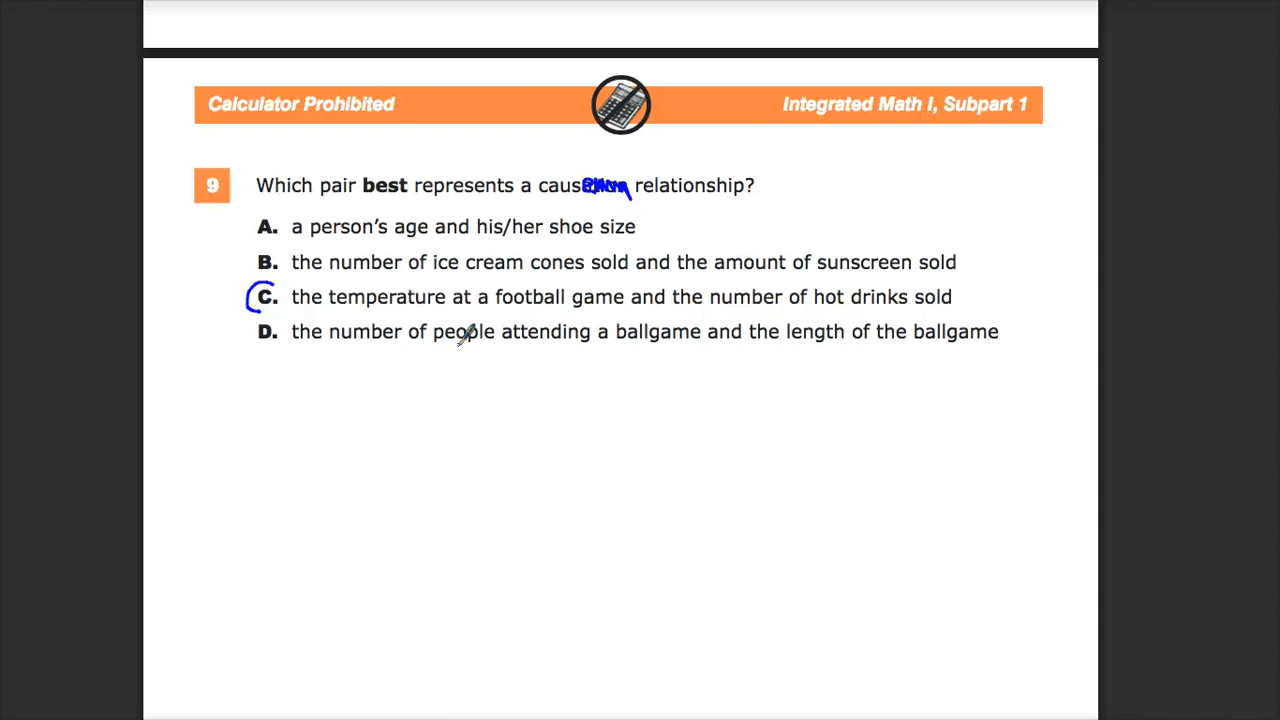 Calculator Prohibited
Integrated Math I, Subpart 1
9 Which pair best represents a caus relationship?
A. a person's age and his/her shoe size
B. the number of ice cream cones sold and the amount of sunscreen sold
C. the temperature at a football game and the number of hot drinks sold
D. the number of people attending a ballgame and the length of the ballgame